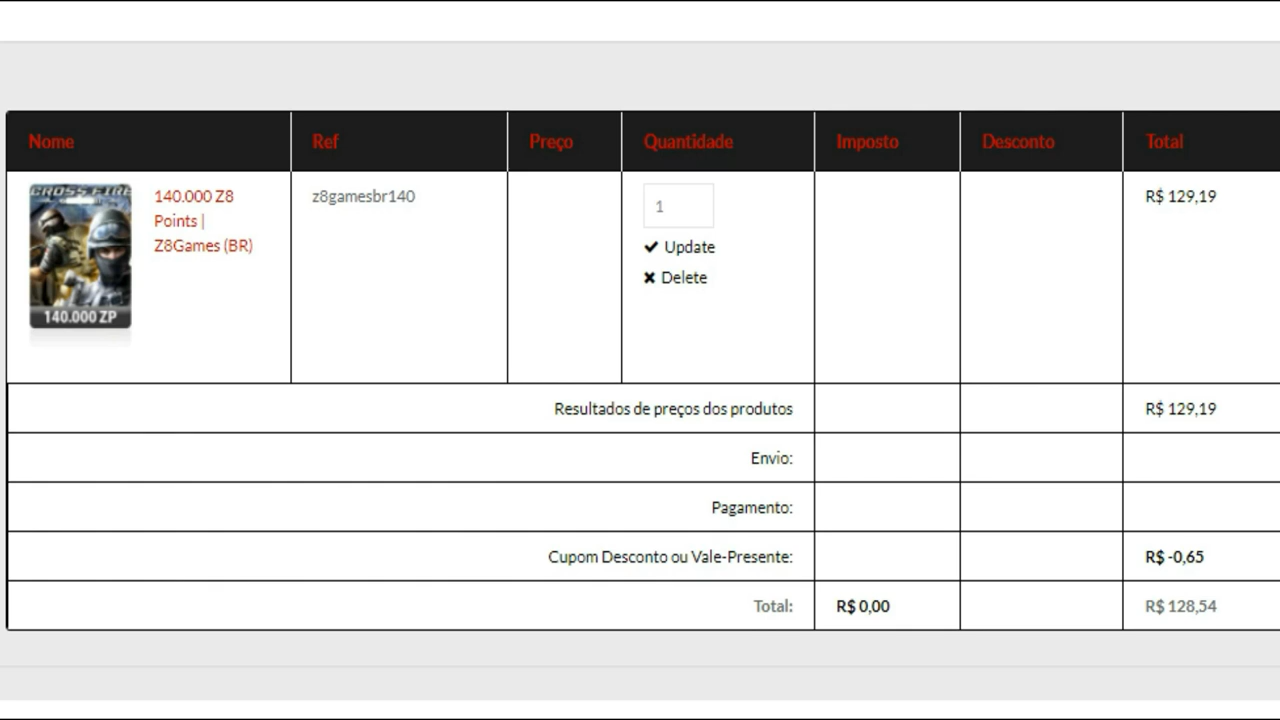 Nome Ref Preço Quantidade Imposto Desconto Total
CROSS FIRE
140.000 ZP
140.000 Z8
Points |
Z8Games (BR)
z8gamesbr140
1
Update
Delete
R$ 129,19
Resultados de preços dos produtos R$ 129,19
Envio:
Pagamento:
Cupom Desconto ou Vale-Presente: R$ -0,65
Total: R$ 0,00 R$ 128,54